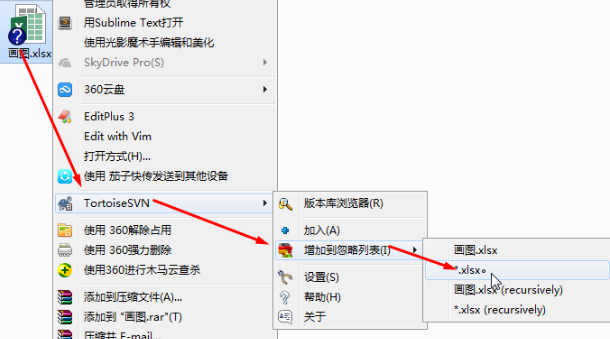 管理员取得所有权
用Sublime Text打开
使用光影魔术手编辑和美化
SkyDrive Pro(S)
360云盘
EditPlus 3
Edit with Vim
打开方式(H)...
使用 茄子快传发送到其他设备
TortoiseSVN
使用 360解除占用
使用 360强力删除
使用360进行木马云查杀
添加到压缩文件(A)...
添加到 "画图.rar"(T)
压缩并 E-mail...
画图.xlsx
版本库浏览器(R)
加入(A)
增加到忽略列表(I)
设置(S)
帮助(H)
关于
画图.xlsx
*.xlsx
画图.xlsx (recursively)
*.xlsx (recursively)